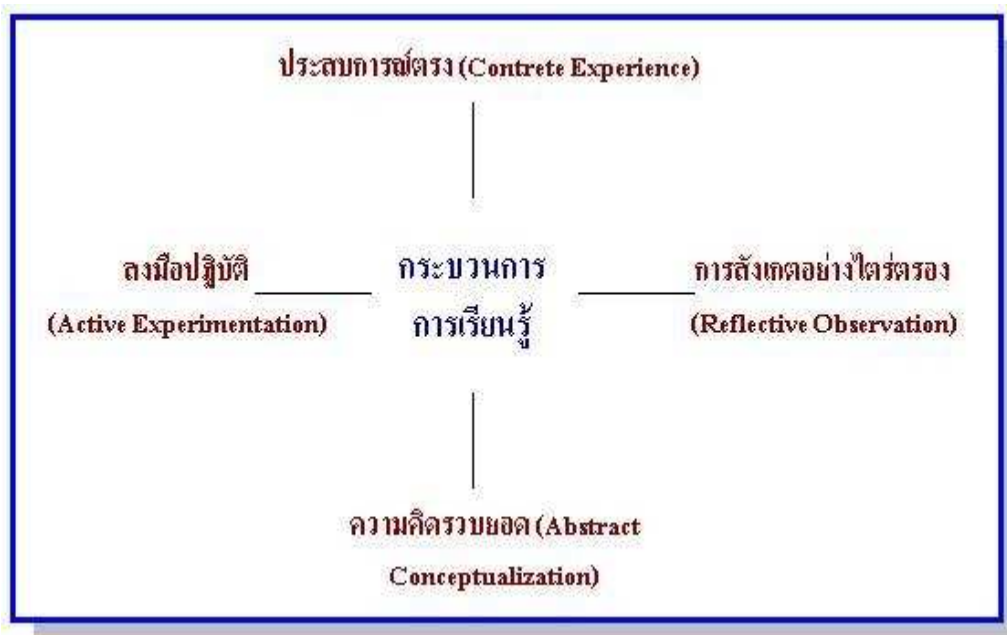 ประสบการณ์ตรง (Contrete Experience)
ลงมือปฏิบัติ
(Active Experimentation)
กระบวนการ
การเรียนรู้
การสังเกตอย่างไตร่ตรอง
(Reflective Observation)
ความคิดรวบยอด (Abstract
Conceptualization)